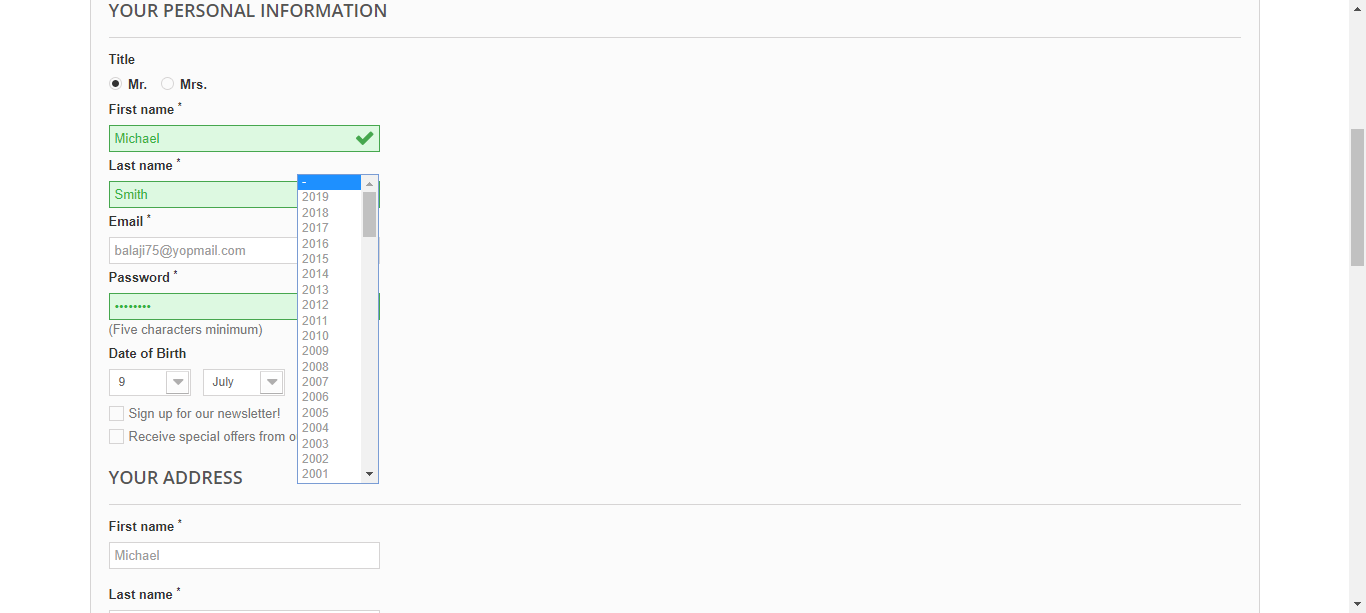 YOUR PERSONAL INFORMATION
Title
Mr. Mrs.
First name *
Michael
Last name *
Smith
Email *
balaji75@yopmail.com
Password *
••••••••
(Five characters minimum)
Date of Birth
9 July
-
2019
2018
2017
2016
2015
2014
2013
2012
2011
2010
2009
2008
2007
2006
2005
2004
2003
2002
2001
Sign up for our newsletter!
Receive special offers from o
YOUR ADDRESS
First name *
Michael
Last name *